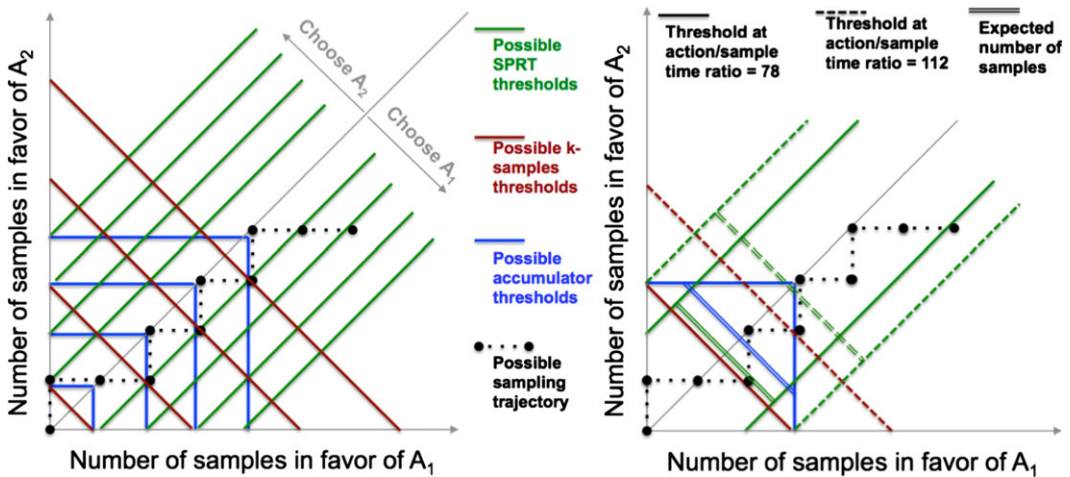 Number of samples in favor of A2
Choose A2
Choose A1
Number of samples in favor of A1
Possible
SPRT
thresholds
Possible k-
samples
thresholds
Possible
accumulator
thresholds
Possible
sampling
trajectory
Number of samples in favor of A2
Threshold at
action/sample
time ratio = 78
Threshold at
action/sample
time ratio = 112
Expected
number of
samples
Number of samples in favor of A1